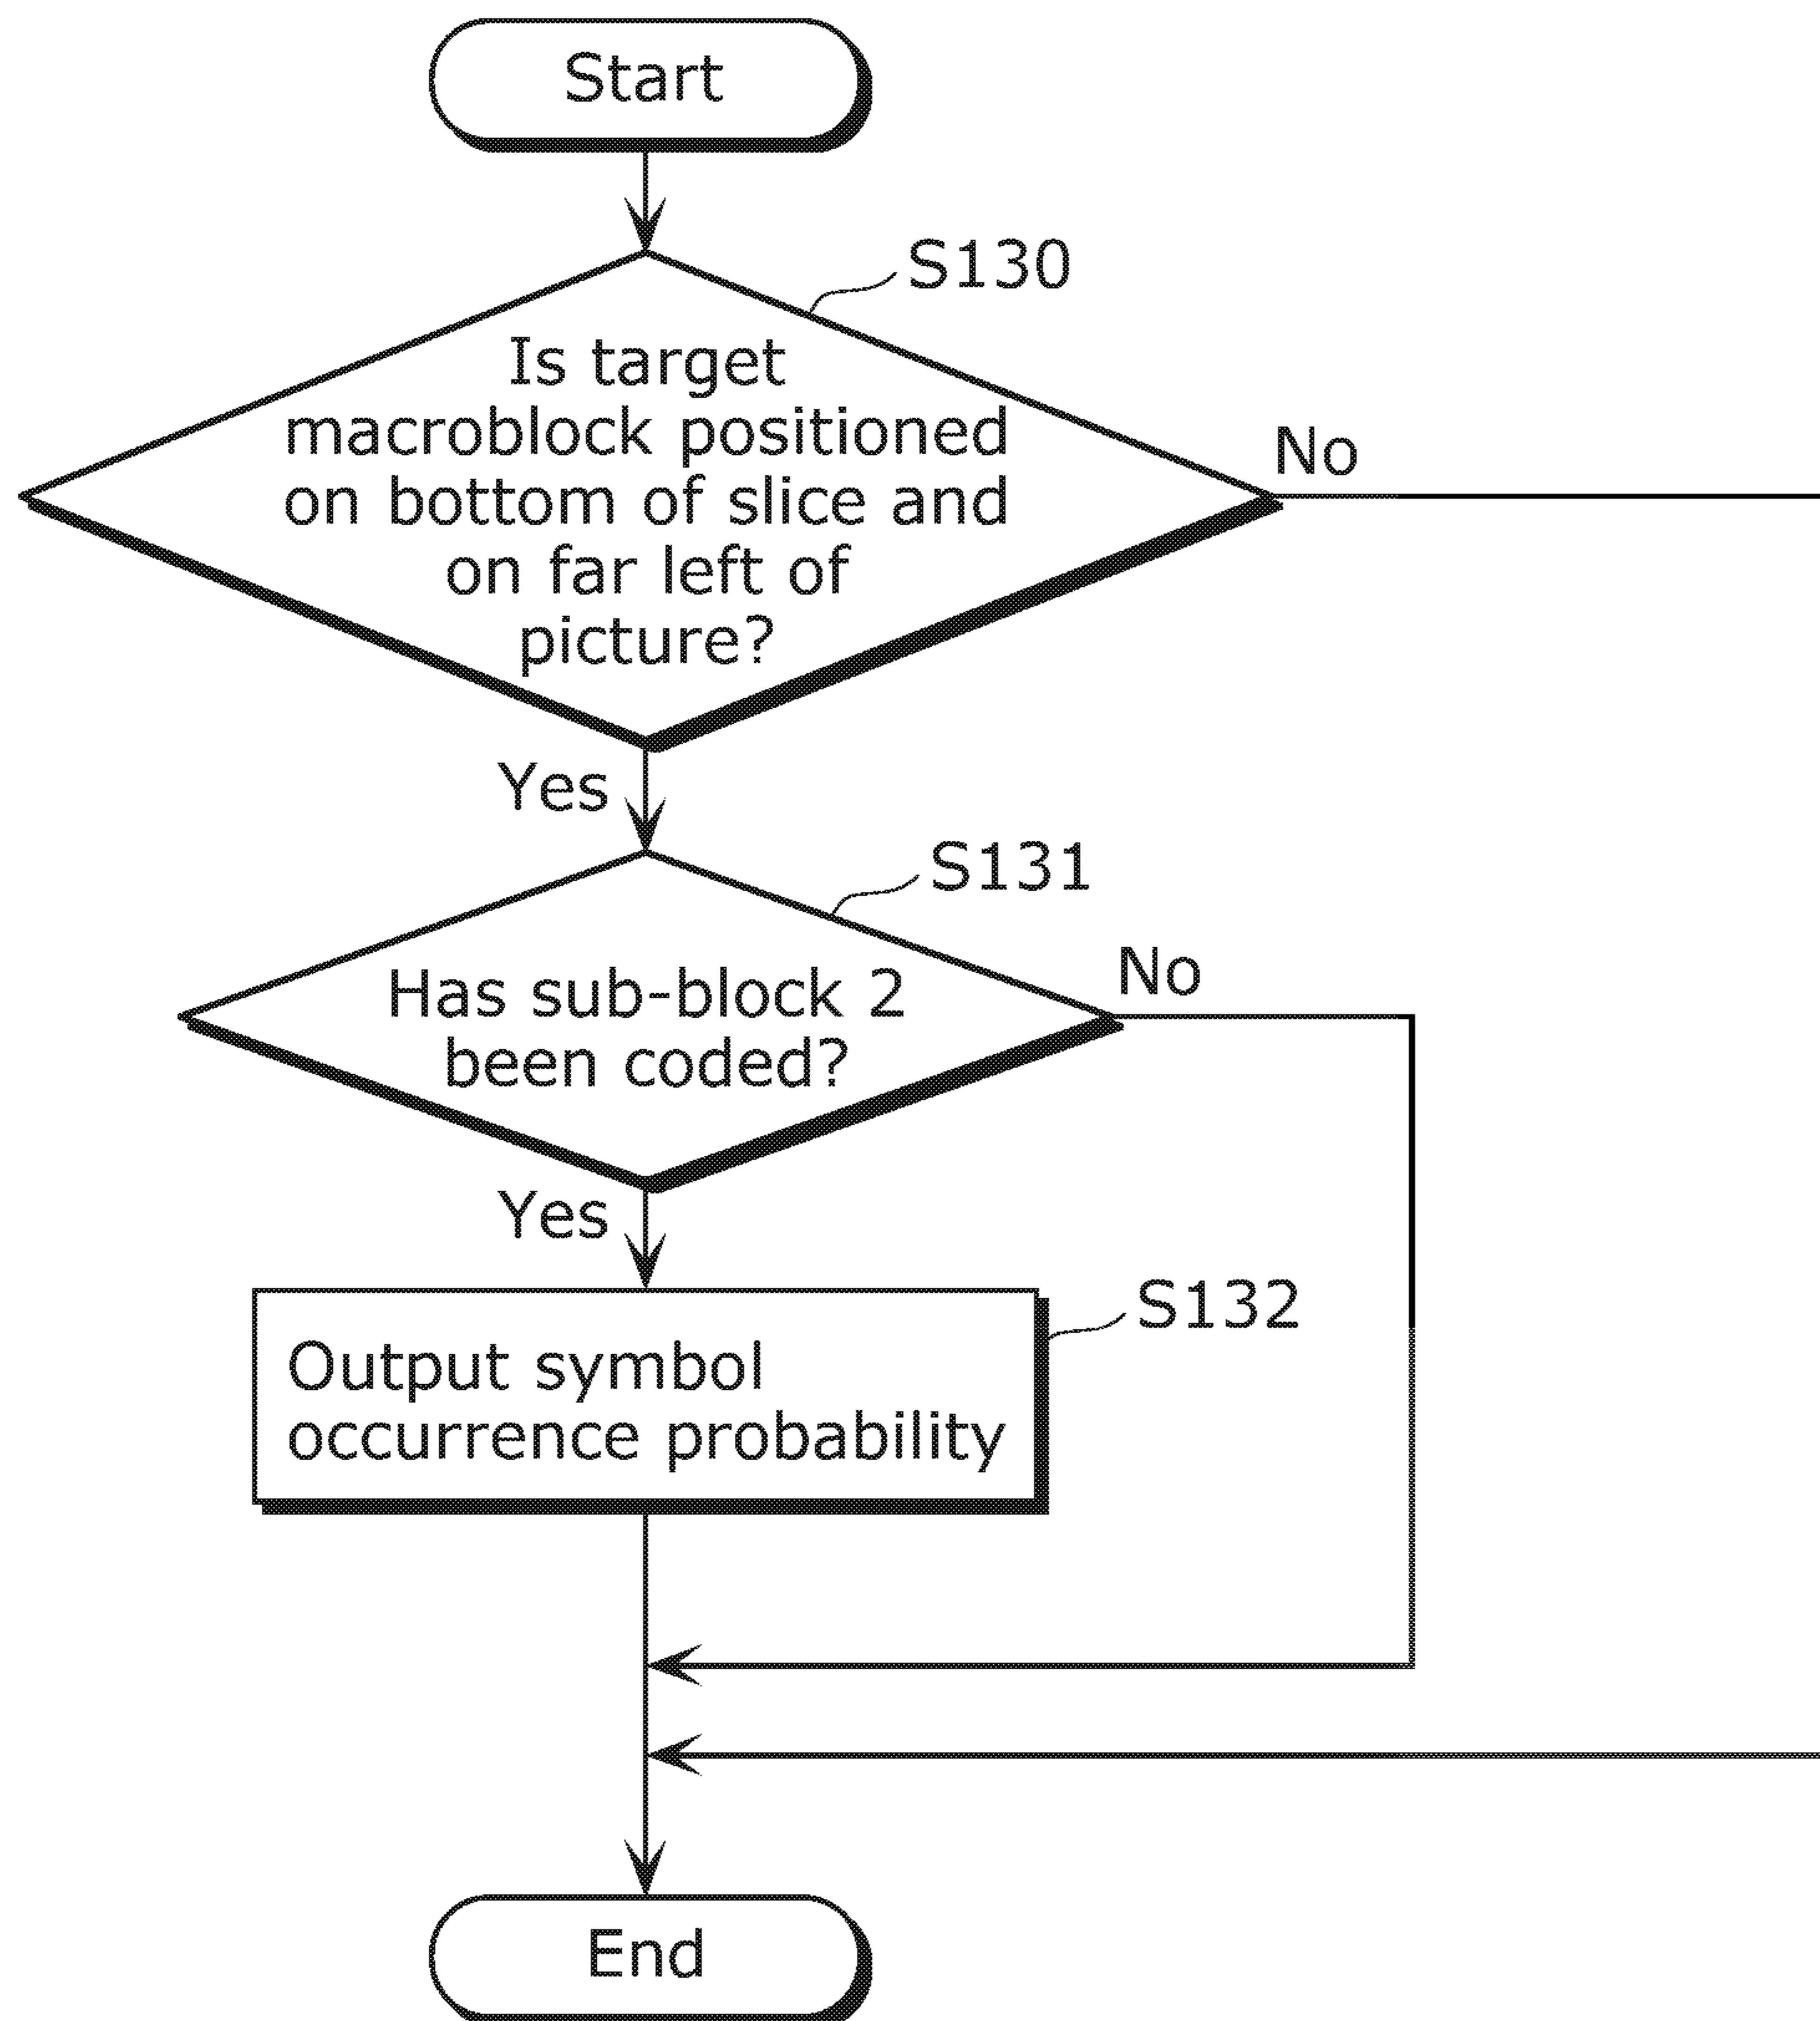 Start
S130
Is target
macroblock positioned
on bottom of slice and
on far left of
picture?
No
Yes
S131
Has sub-block 2
been coded?
No
Yes
S132
Output symbol
occurrence probability
End